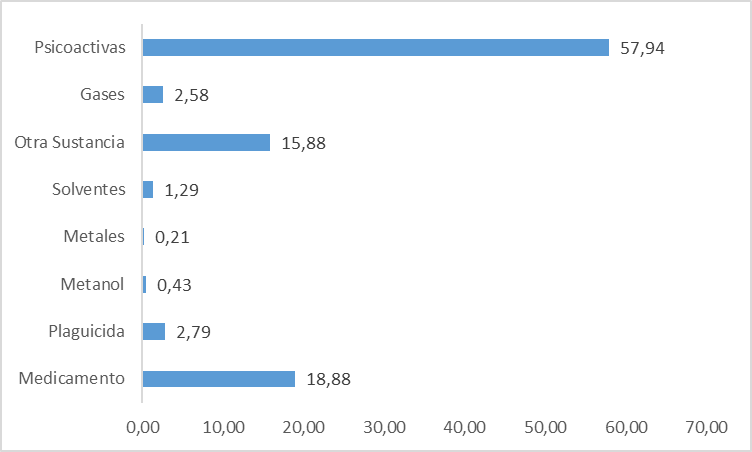 Psicoactivas 57,94
Gases 2,58
Otra Sustancia 15,88
Solventes 1,29
Metales 0,21
Metanol 0,43
Plaguicida 2,79
Medicamento 18,88
0,00 10,00 20,00 30,00 40,00 50,00 60,00 70,00